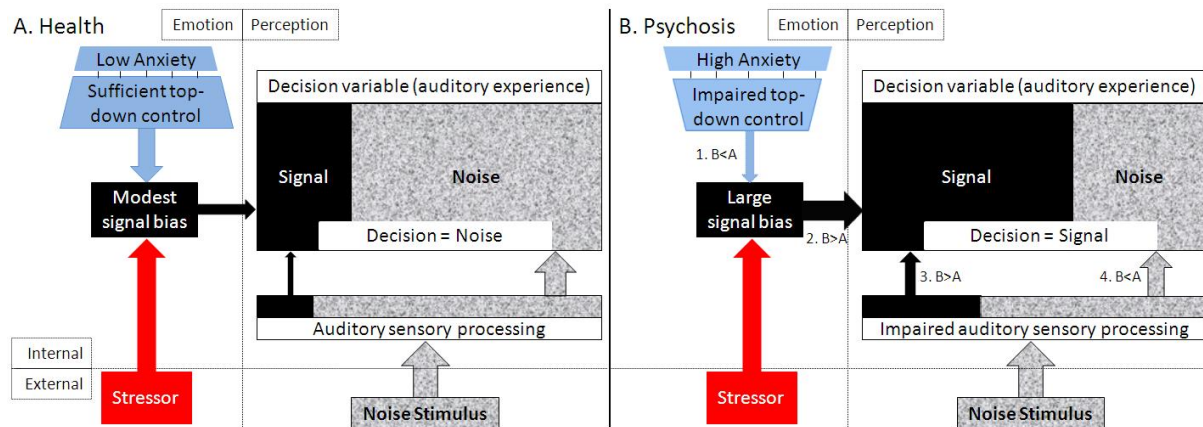 A. Health
Emotion
Perception
Low Anxiety
Sufficient top-
down control
Modest
signal bias
Stressor
Decision variable (auditory experience)
Signal
Noise
Decision = Noise
Auditory sensory processing
Noise Stimulus
Internal
External
B. Psychosis
Emotion
Perception
High Anxiety
Impaired top-
down control
1. B<A
Large
signal bias
2. B>A
Stressor
Decision variable (auditory experience)
Signal
Noise
Decision = Signal
3. B>A
4. B<A
Impaired auditory sensory processing
Noise Stimulus